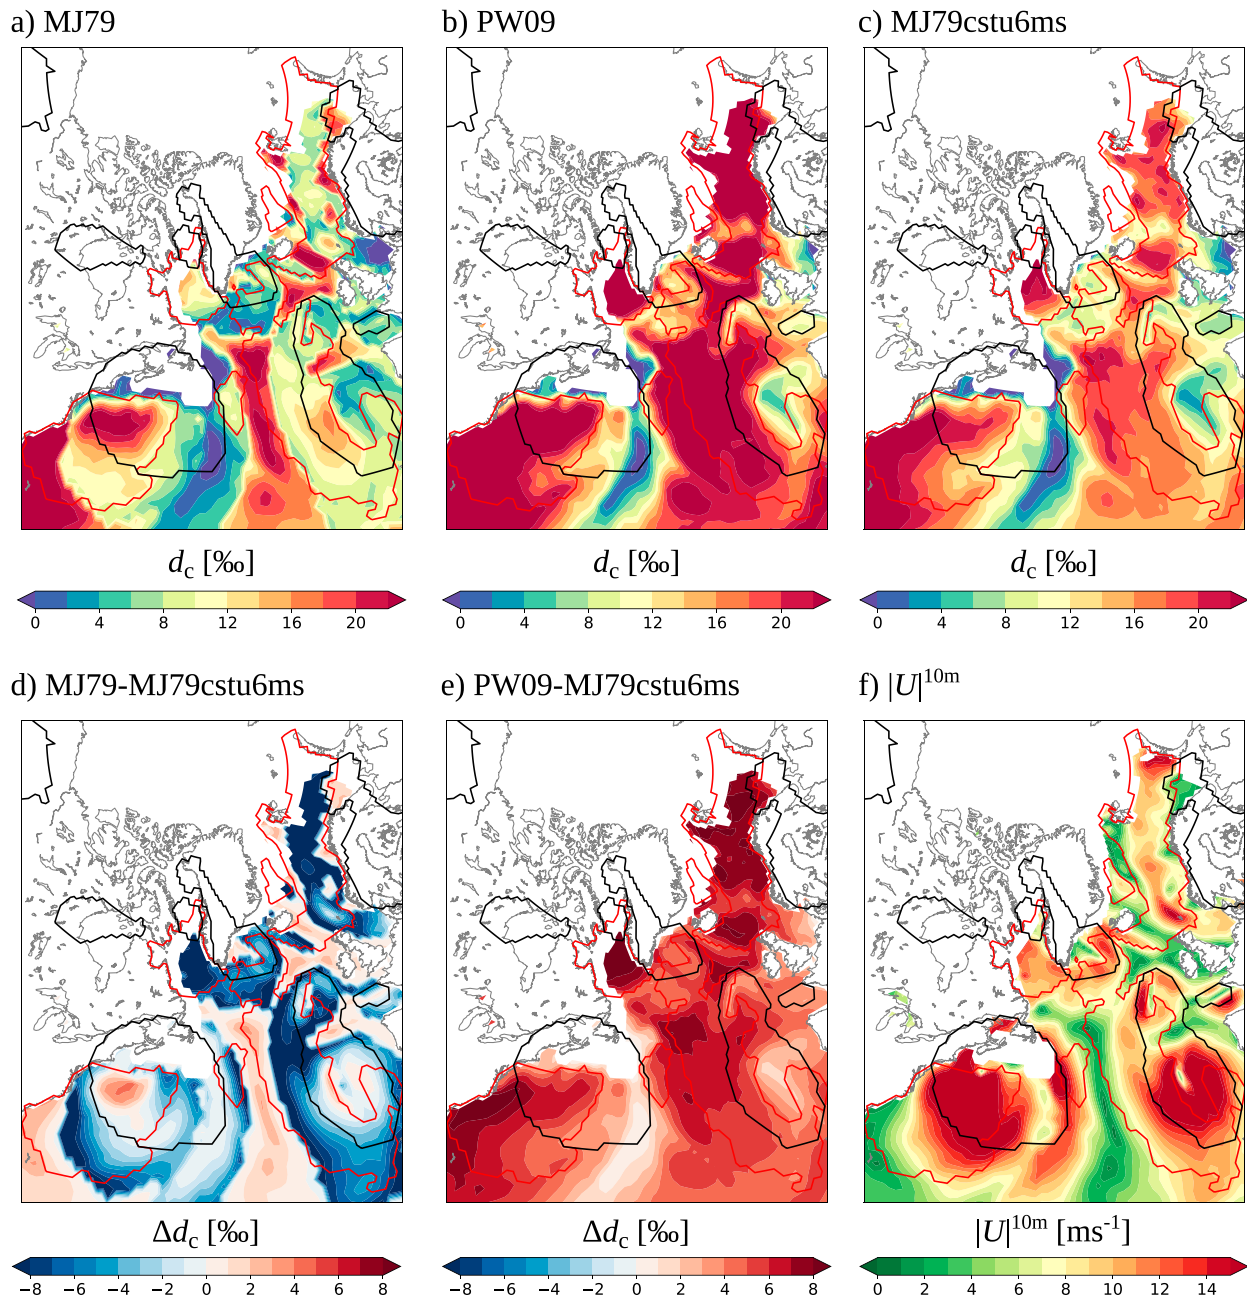 a) MJ79
b) PW09
c) MJ79cstu6ms
d_c [‰]
d_c [‰]
d_c [‰]
0 4 8 12 16 20
0 4 8 12 16 20
0 4 8 12 16 20
d) MJ79-MJ79cstu6ms
e) PW09-MJ79cstu6ms
f) |U|^10m
Δd_c [‰]
Δd_c [‰]
|U|^10m [ms^-1]
−8 −6 −4 −2 0 2 4 6 8
−8 −6 −4 −2 0 2 4 6 8
0 2 4 6 8 10 12 14